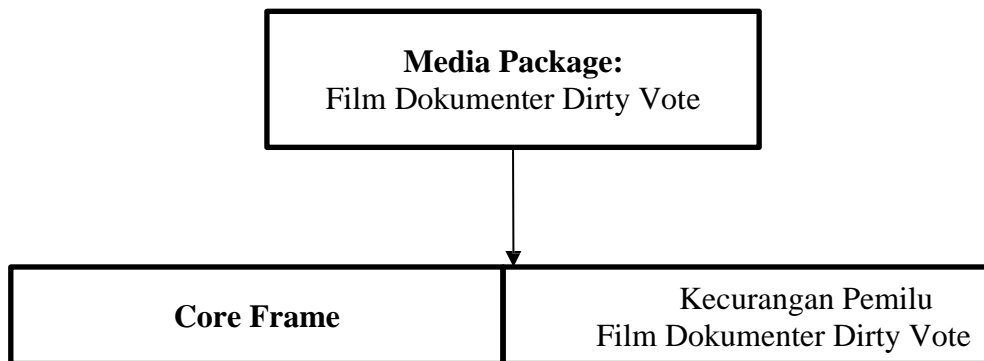 Media Package:
Film Dokumenter Dirty Vote
Core Frame
Kecurangan Pemilu
Film Dokumenter Dirty Vote